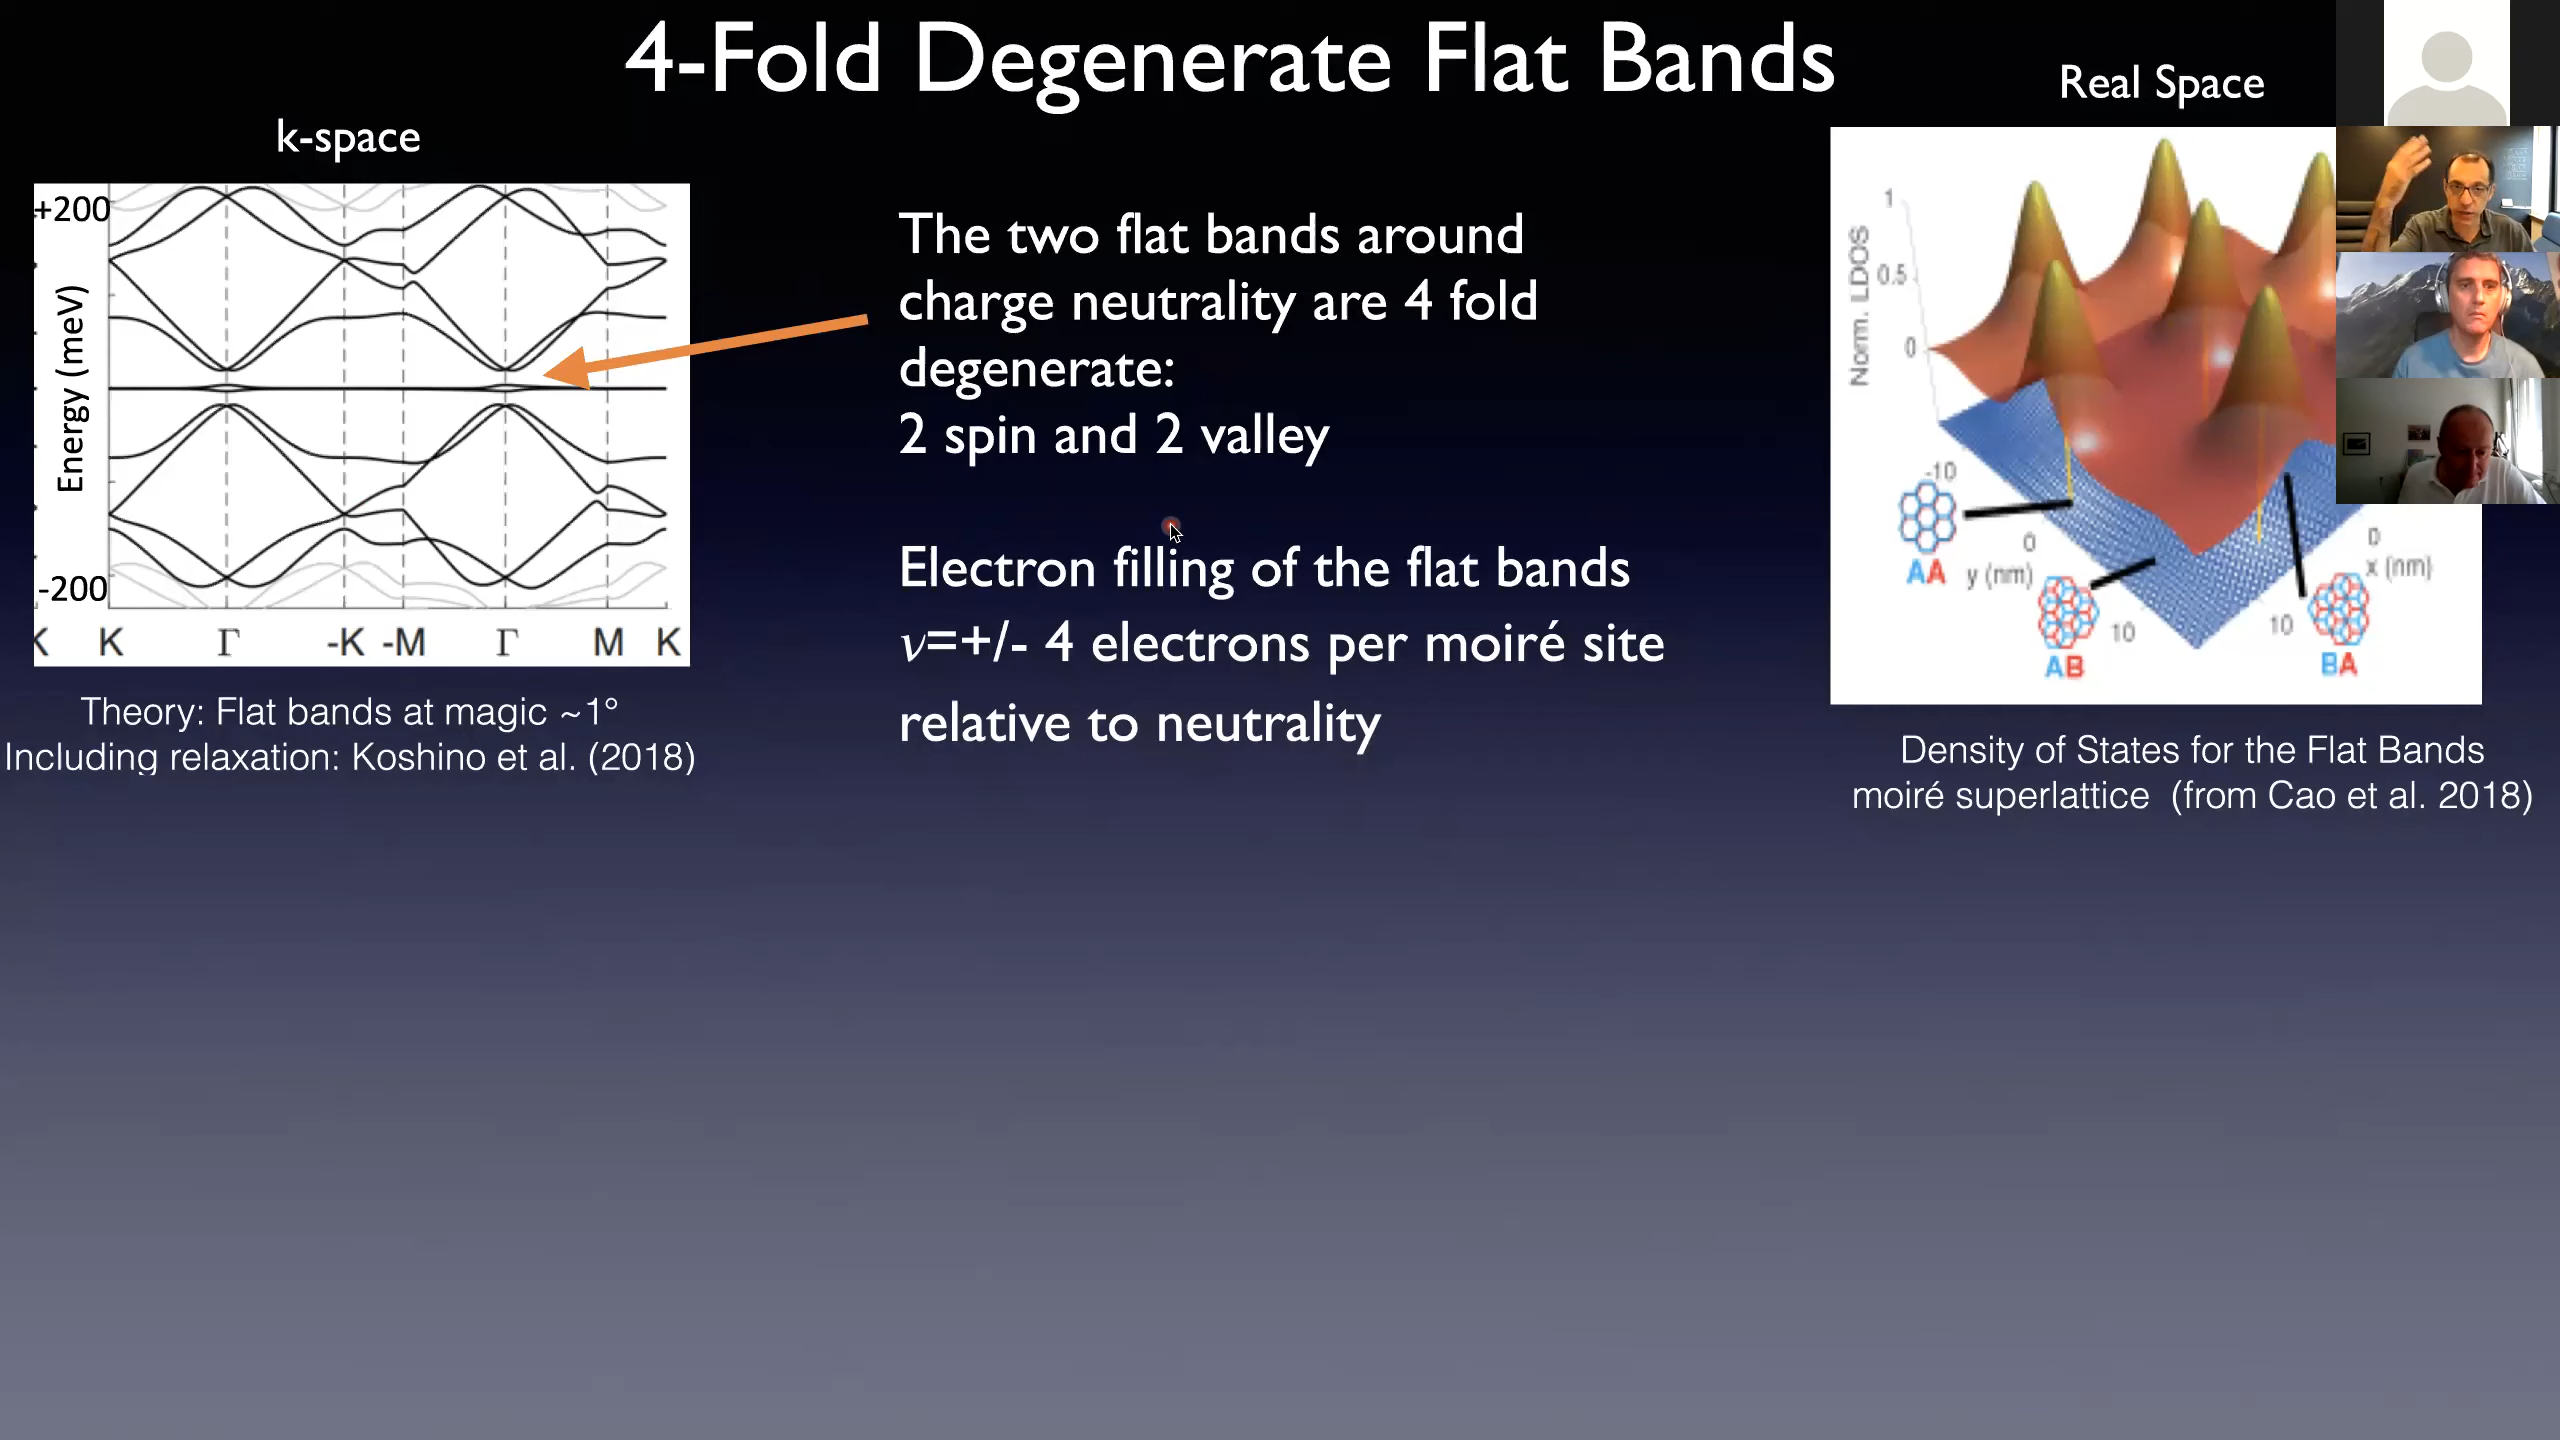 4-Fold Degenerate Flat Bands
k-space
Real Space
+200
Energy (meV)
-200
K K Γ -K -M Γ M K
Theory: Flat bands at magic ~1°
Including relaxation: Koshino et al. (2018)
The two flat bands around
charge neutrality are 4 fold
degenerate:
2 spin and 2 valley
Electron filling of the flat bands
ν=+/- 4 electrons per moiré site
relative to neutrality
1
0.5
0
Norm. LDOS
-10
0
10
y (nm)
0
10
x (nm)
AA
AB
BA
Density of States for the Flat Bands
moiré superlattice (from Cao et al. 2018)